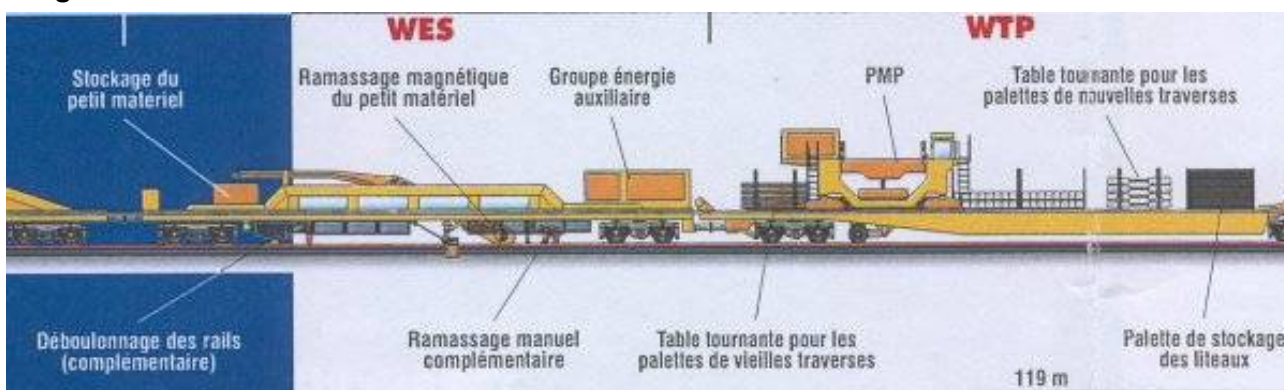 WES
WTP
Stockage du
petit matériel
Ramassage magnétique
du petit matériel
Groupe énergie
auxiliaire
PMP
Table tournante pour les
palettes de nouvelles traverses
Déboulonnage des rails
(complémentaire)
Ramassage manuel
complémentaire
Table tournante pour les
palettes de vieilles traverses
Palette de stockage
des liteaux
119 m